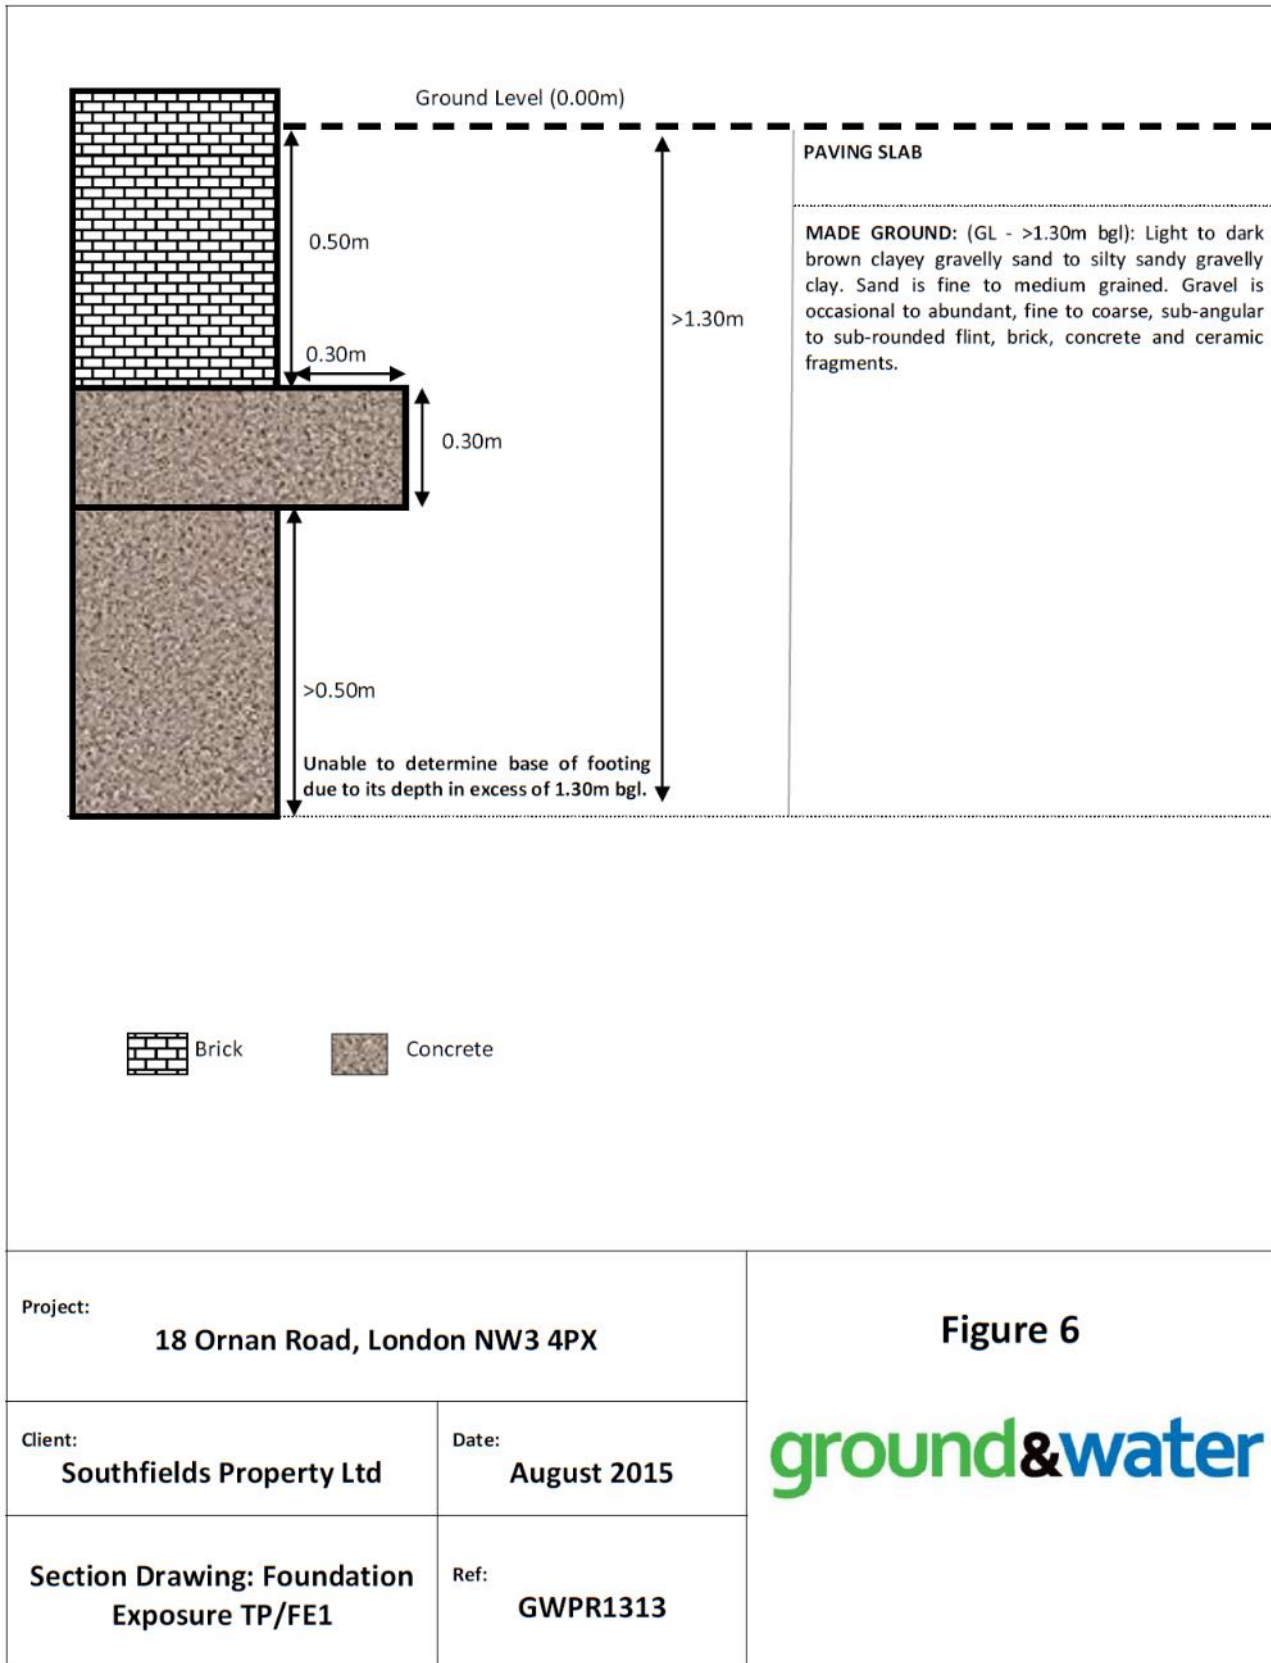 Ground Level (0.00m)
PAVING SLAB
0.50m
MADE GROUND: (GL - >1.30m bgl): Light to dark
brown clayey gravelly sand to silty sandy gravelly
clay. Sand is fine to medium grained. Gravel is
occasional to abundant, fine to coarse, sub-angular
to sub-rounded flint, brick, concrete and ceramic
fragments.
>1.30m
0.30m
0.30m
>0.50m
Unable to determine base of footing
due to its depth in excess of 1.30m bgl.
Brick
Concrete
Project:
18 Ornan Road, London NW3 4PX
Figure 6
Client:
Southfields Property Ltd
Date:
August 2015
ground&water
Section Drawing: Foundation
Exposure TP/FE1
Ref:
GWPR1313